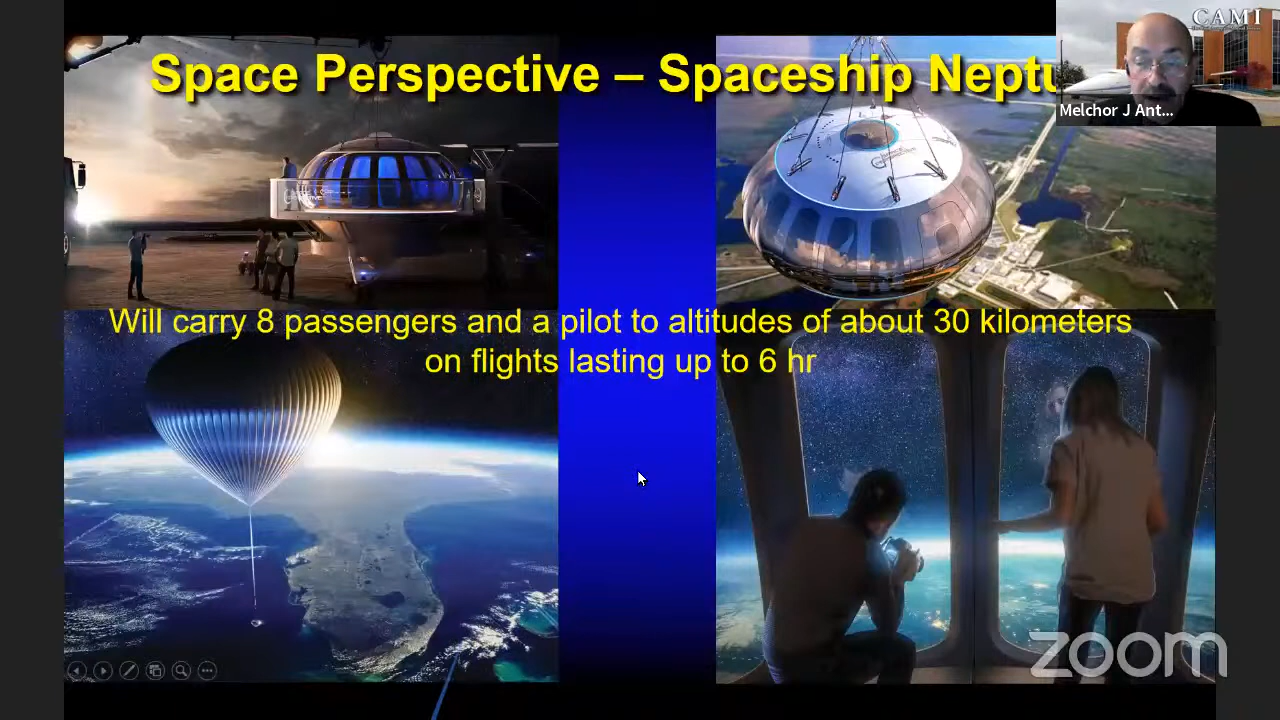 CAMI
Space Perspective – Spaceship Neptu
Melchor J Ant...
Will carry 8 passengers and a pilot to altitudes of about 30 kilometers
on flights lasting up to 6 hr
zoom